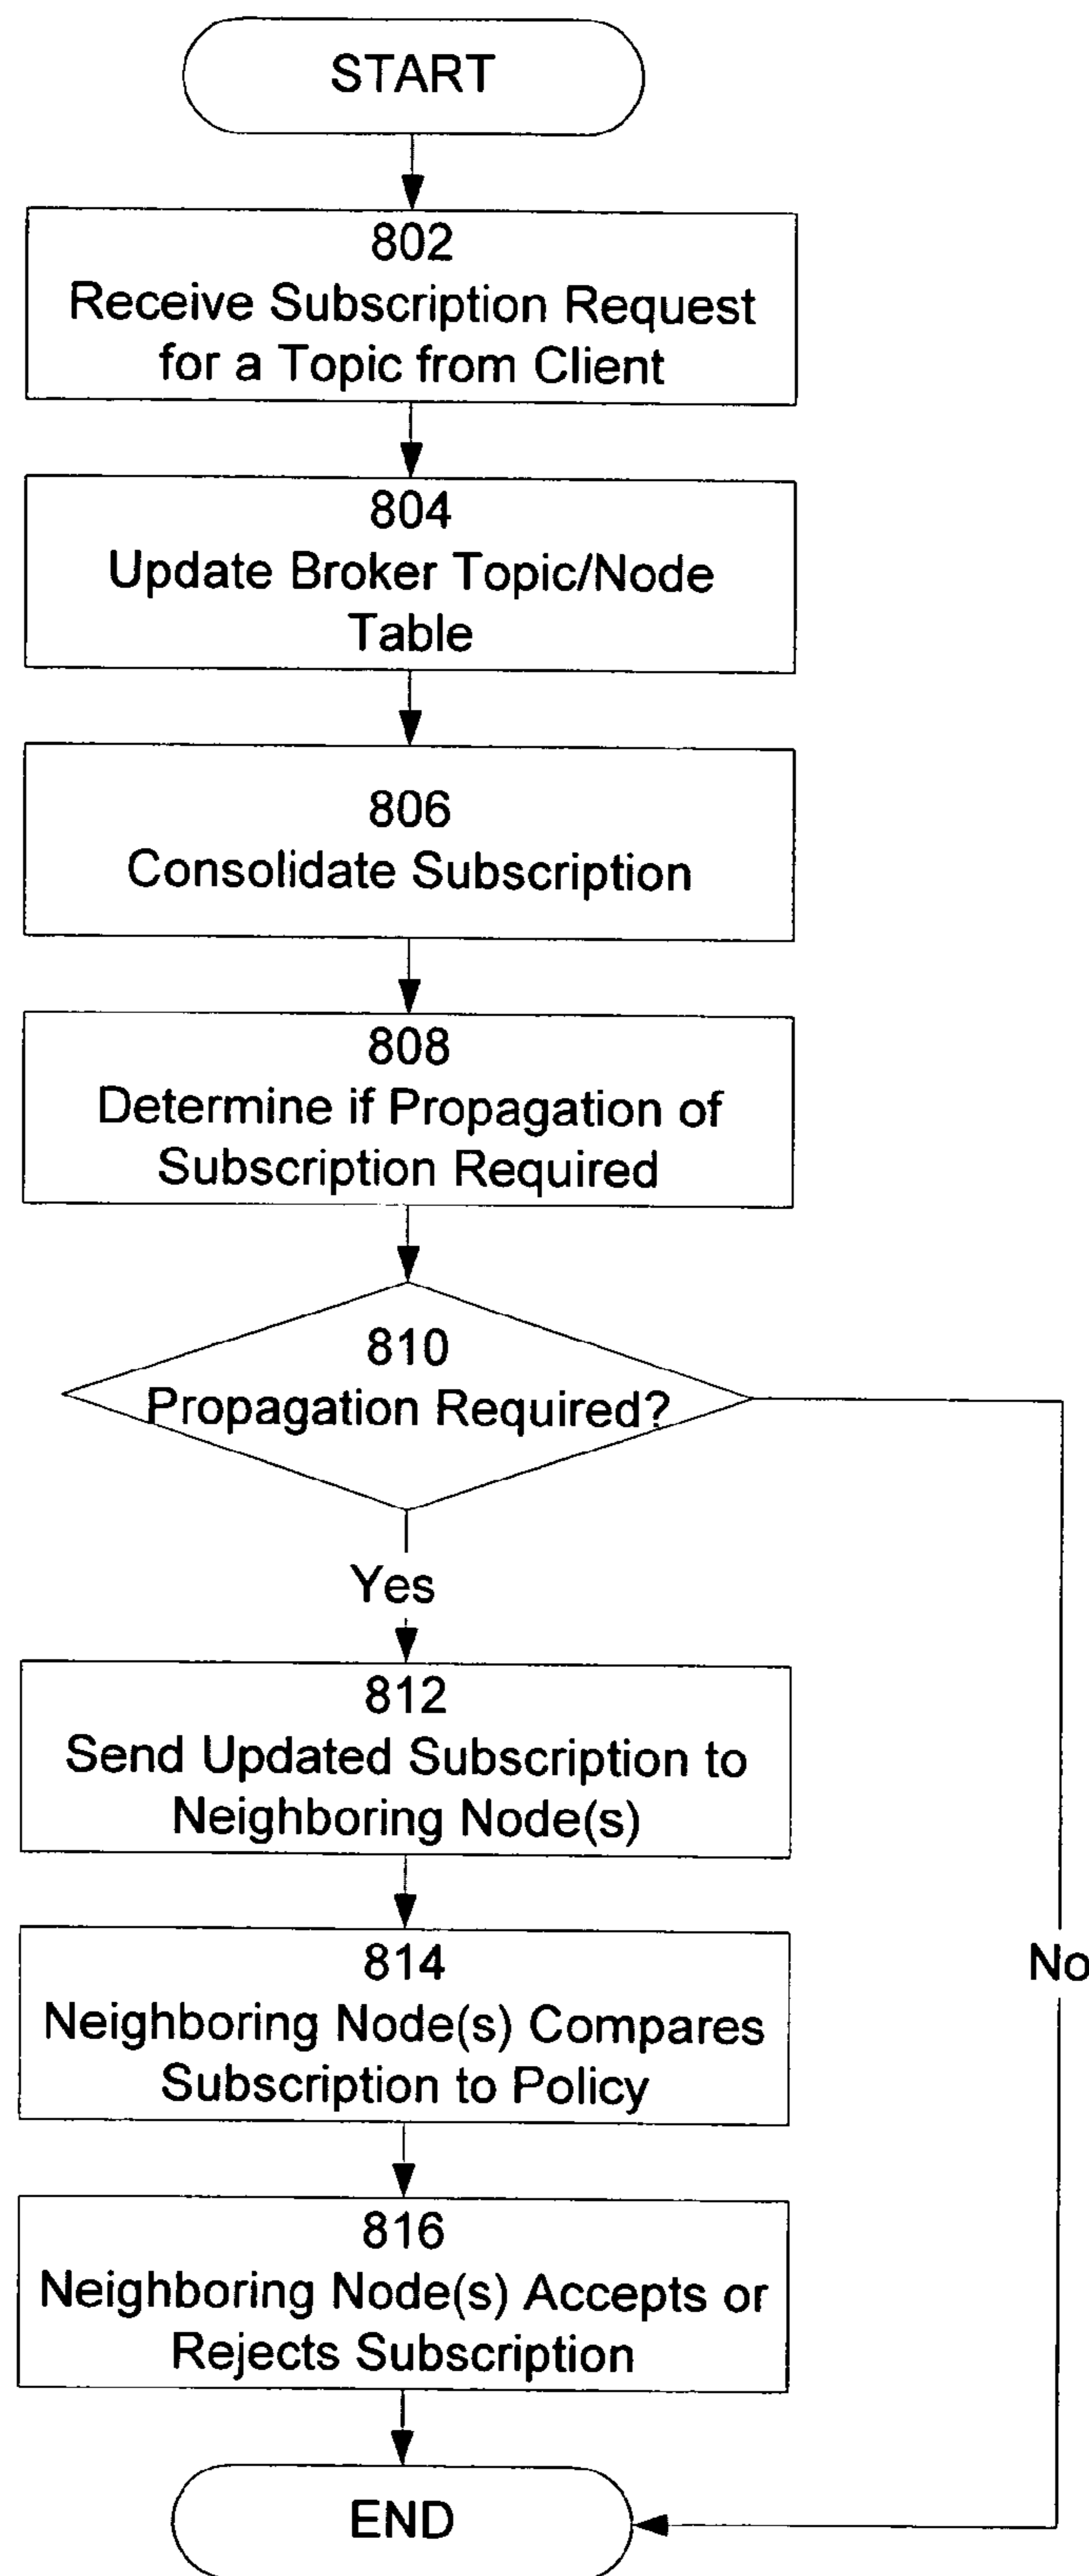 START
802
Receive Subscription Request
for a Topic from Client
804
Update Broker Topic/Node
Table
806
Consolidate Subscription
808
Determine if Propagation of
Subscription Required
810
Propagation Required?
Yes
812
Send Updated Subscription to
Neighboring Node(s)
814
Neighboring Node(s) Compares
Subscription to Policy
No
816
Neighboring Node(s) Accepts or
Rejects Subscription
END